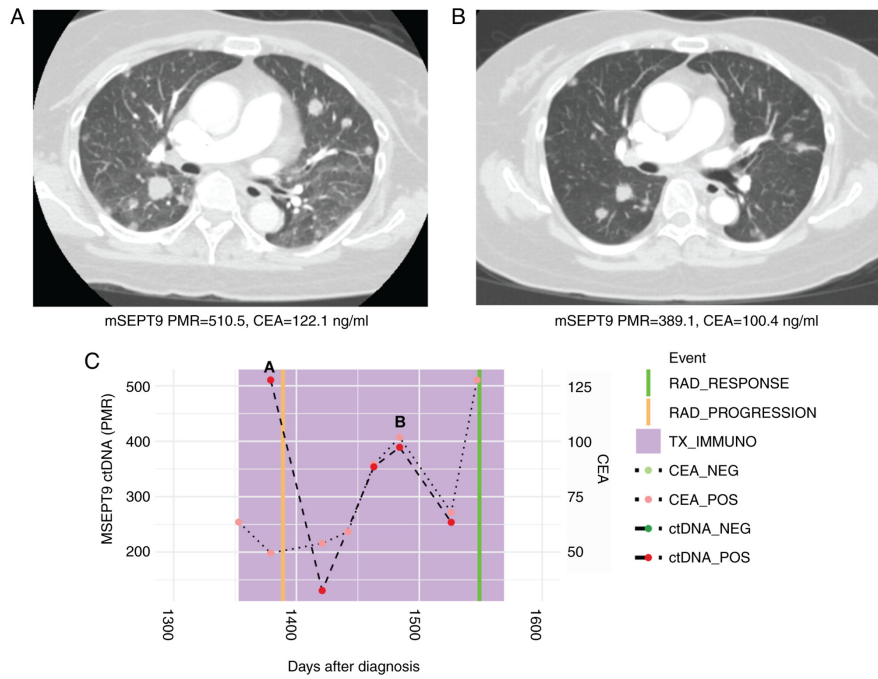 A
B
mSEPT9 PMR=510.5, CEA=122.1 ng/ml
mSEPT9 PMR=389.1, CEA=100.4 ng/ml
C
MSEPT9 ctDNA (PMR)
500
400
300
200
A
B
125
100
75
50
CEA
1300
1400
1500
1600
Days after diagnosis
Event
RAD_RESPONSE
RAD_PROGRESSION
TX_IMMUNO
CEA_NEG
CEA_POS
ctDNA_NEG
ctDNA_POS